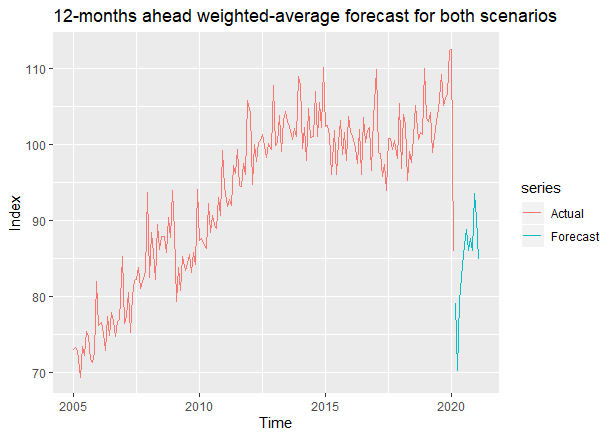 12-months ahead weighted-average forecast for both scenarios
110
100
90
80
70
Index
2005
2010
2015
2020
Time
series
Actual
Forecast